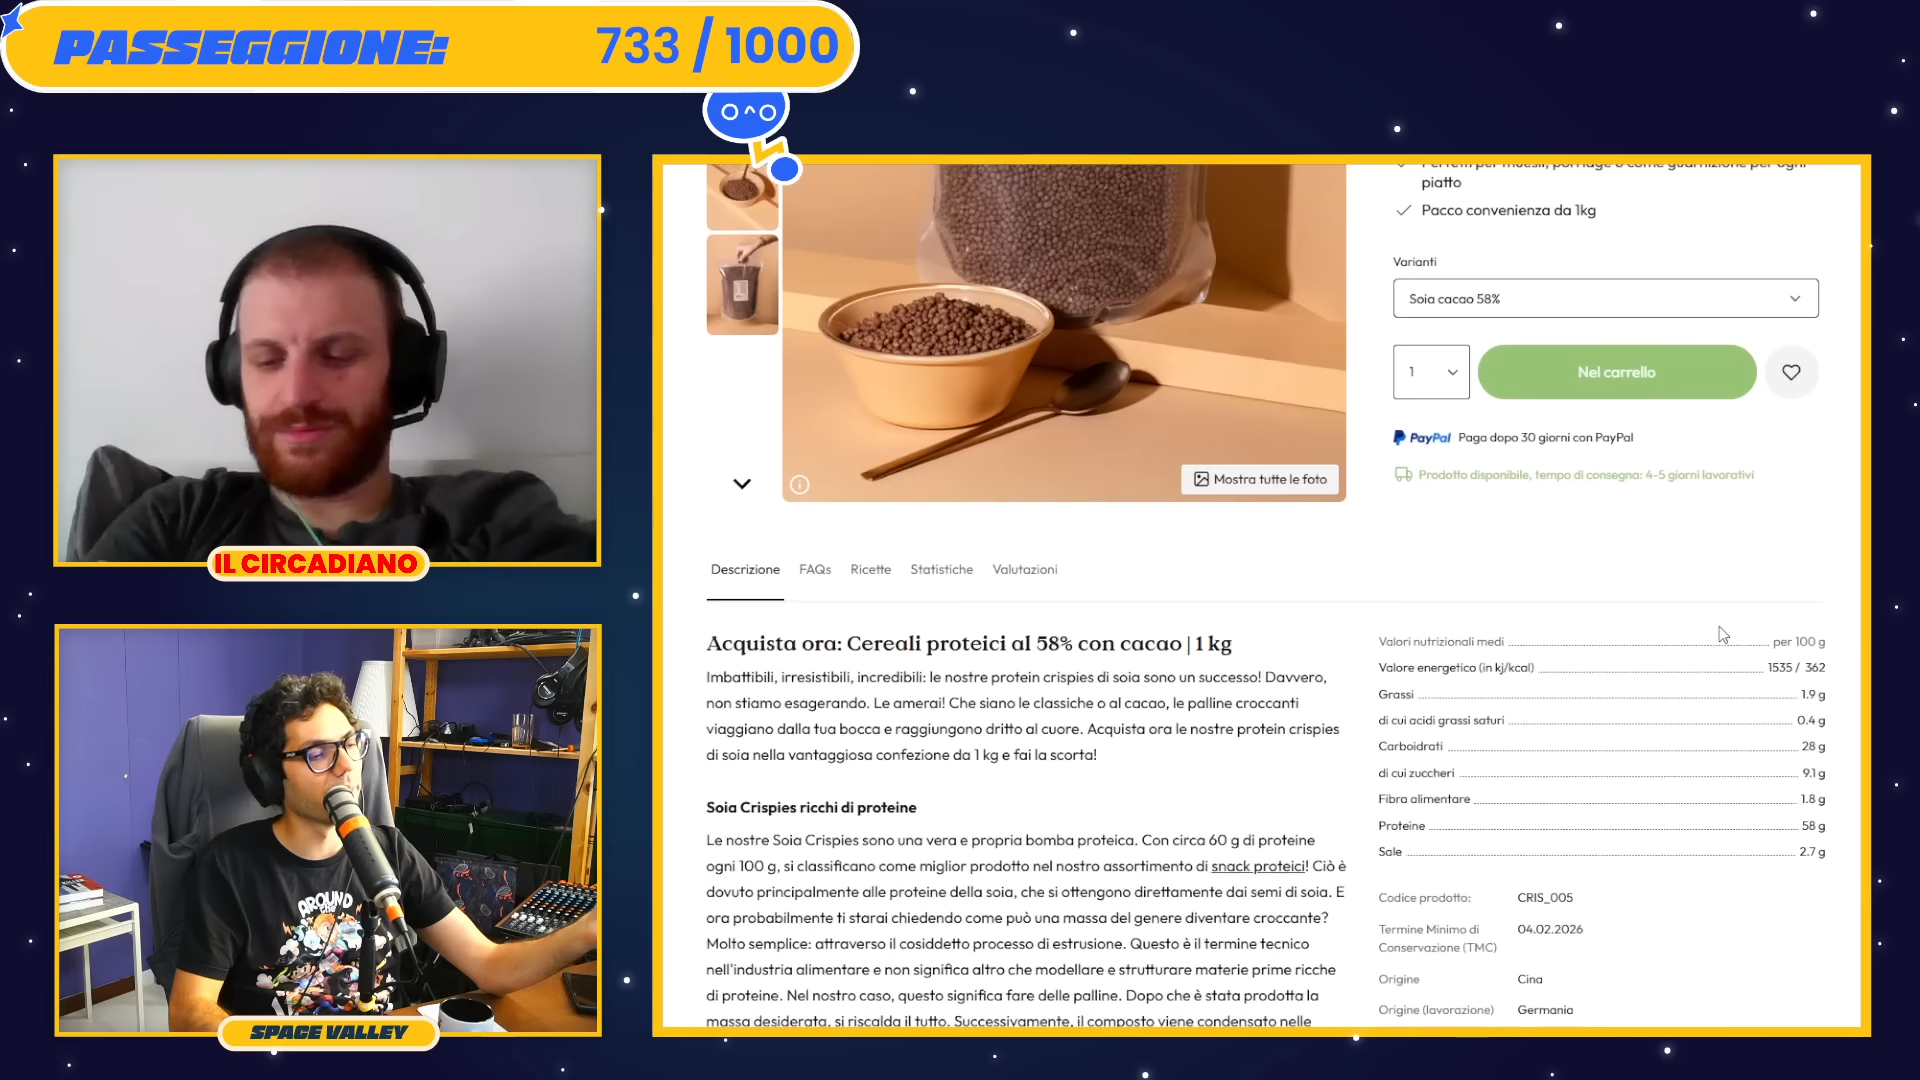 PASSEGGIONE: 733 / 1000
IL CIRCADIANO
SPACE VALLEY
AROUND
piatto
Pacco convenienza da 1kg
Varianti
Soia cacao 58%
1
Nel carrello
PayPal Paga dopo 30 giorni con PayPal
Prodotto disponibile, tempo di consegna: 4-5 giorni lavorativi
Mostra tutte le foto
Descrizione FAQs Ricette Statistiche Valutazioni
Acquista ora: Cereali proteici al 58% con cacao | 1 kg
Imbattibili, irresistibili, incredibili: le nostre protein crispies di soia sono un successo! Davvero,
non stiamo esagerando. Le amerai! Che siano le classiche o al cacao, le palline croccanti
viaggiano dalla tua bocca e raggiungono dritto al cuore. Acquista ora le nostre protein crispies
di soia nella vantaggiosa confezione da 1 kg e fai la scorta!
Soia Crispies ricchi di proteine
Le nostre Soia Crispies sono una vera e propria bomba proteica. Con circa 60 g di proteine
ogni 100 g, si classificano come miglior prodotto nel nostro assortimento di snack proteici! Ciò è
dovuto principalmente alle proteine della soia, che si ottengono direttamente dai semi di soia. E
ora probabilmente ti starai chiedendo come può una massa del genere diventare croccante?
Molto semplice: attraverso il cosiddetto processo di estrusione. Questo è il termine tecnico
nell'industria alimentare e non significa altro che modellare e strutturare materie prime ricche
di proteine. Nel nostro caso, questo significa fare delle palline. Dopo che è stata prodotta la
massa desiderata, si riscalda il tutto. Successivamente, il composto viene condensato nelle
Valori nutrizionali medi per 100 g
Valore energetico (in kj/kcal) 1535 / 362
Grassi 1.9 g
di cui acidi grassi saturi 0.4 g
Carboidrati 28 g
di cui zuccheri 9.1 g
Fibra alimentare 1.8 g
Proteine 58 g
Sale 2.7 g
Codice prodotto: CRIS_005
Termine Minimo di
Conservazione (TMC) 04.02.2026
Origine Cina
Origine (lavorazione) Germania